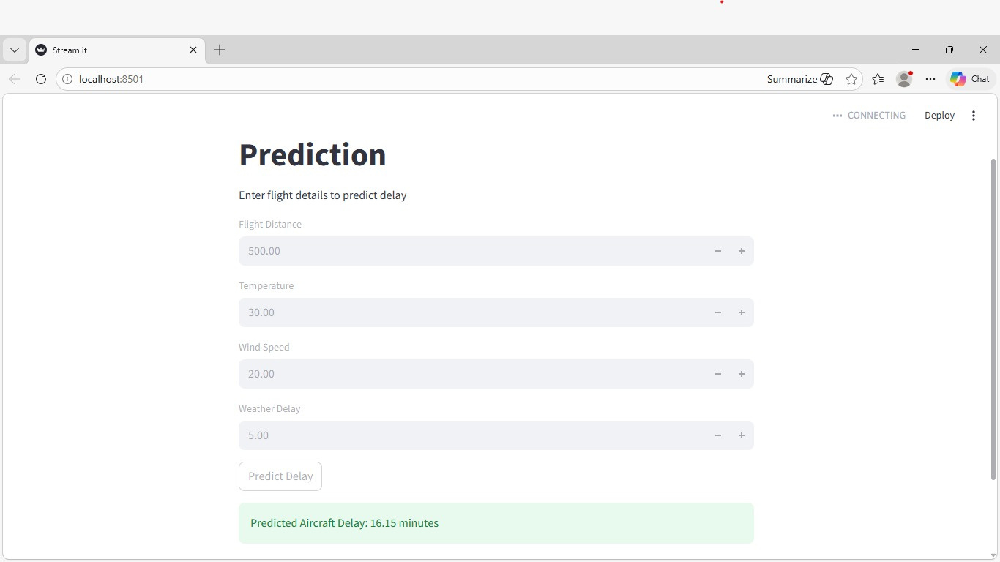 Streamlit
localhost:8501
Summarize
Chat
CONNECTING
Deploy
Prediction
Enter flight details to predict delay
Flight Distance
500.00
Temperature
30.00
Wind Speed
20.00
Weather Delay
5.00
Predict Delay
Predicted Aircraft Delay: 16.15 minutes